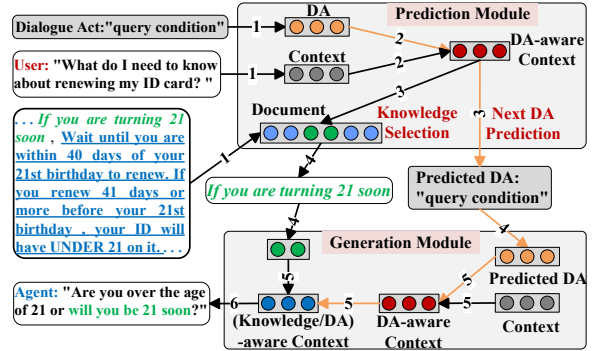 Dialogue Act:"query condition"
1
DA
Prediction Module
2
DA-aware
Context
User: "What do I need to know
about renewing my ID card? "
1
Context
2
3
3
Document
Knowledge
Selection
Next DA
Prediction
. . . If you are turning 21
soon , Wait until you are
within 40 days of your
21st birthday to renew. If
you renew 41 days or
more before your 21st
birthday , your ID will
have UNDER 21 on it. . . .
1
4
If you are turning 21 soon
Predicted DA:
"query condition"
4
4
Generation Module
Predicted DA
5
5
Agent: "Are you over the age
of 21 or will you be 21 soon?"
6
5
5
(Knowledge/DA)
-aware Context
DA-aware
Context
Context